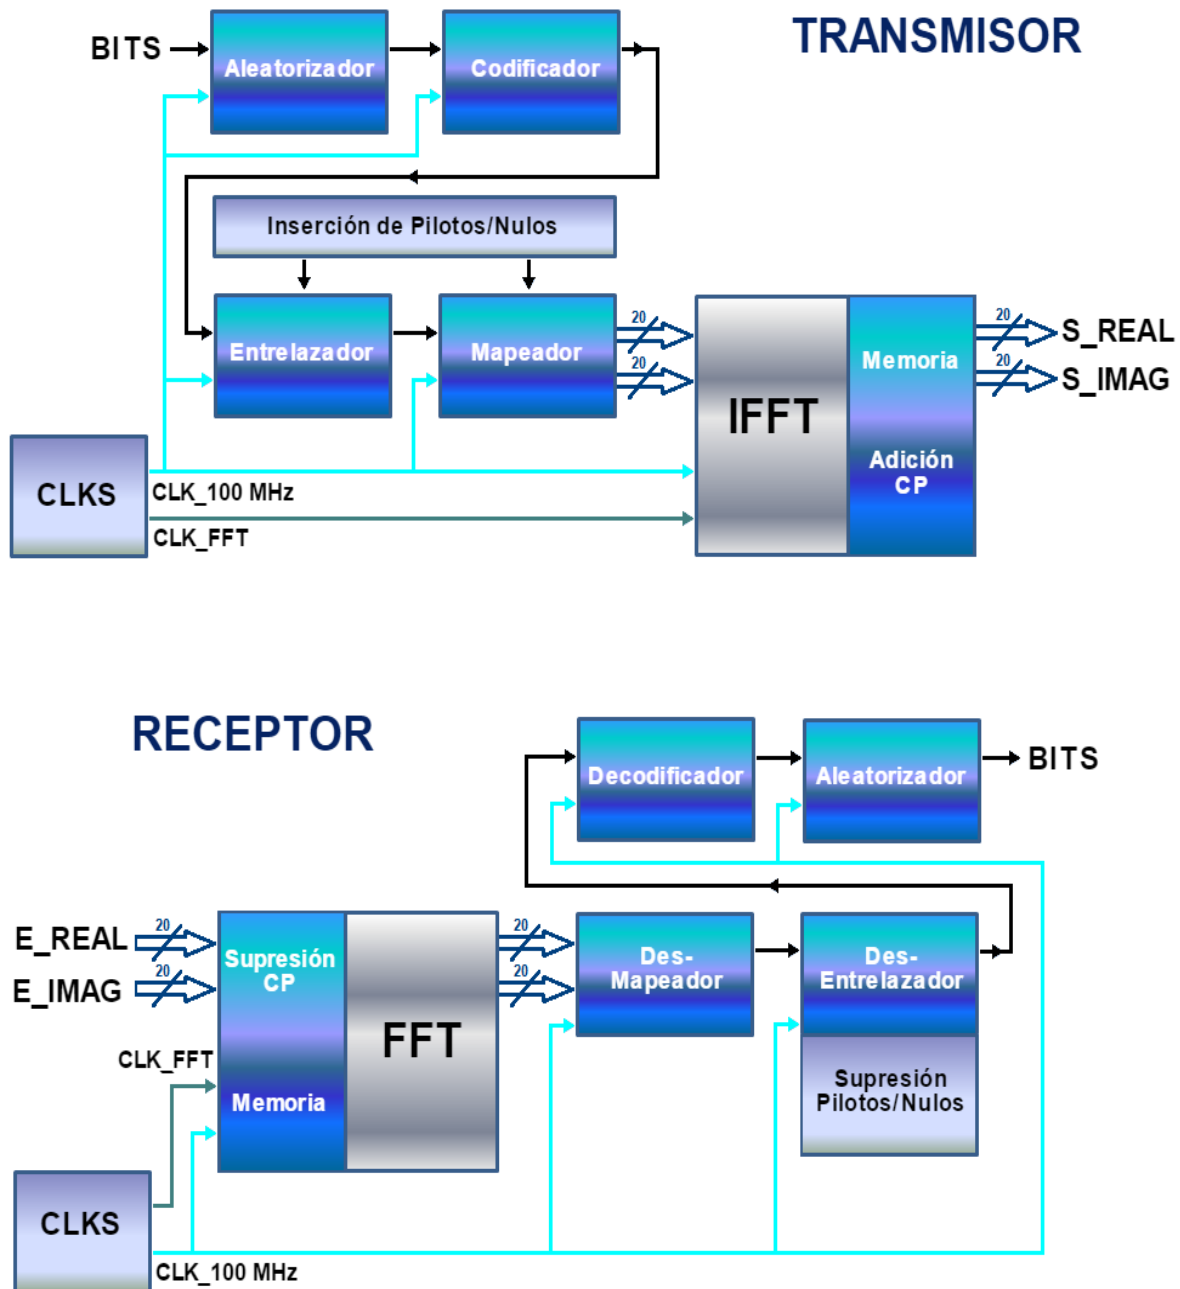 TRANSMISOR
BITS
Aleatorizador
Codificador
Inserción de Pilotos/Nulos
Entrelazador
Mapeador
20
20
IFFT
Memoria
Adición
CP
20
S_REAL
20
S_IMAG
CLKS
CLK_100 MHz
CLK_FFT
RECEPTOR
Decodificador
Aleatorizador
BITS
E_REAL
20
E_IMAG
20
Supresión
CP
Memoria
FFT
20
20
Des-
Mapeador
Des-
Entrelazador
Supresión
Pilotos/Nulos
CLK_FFT
CLKS
CLK_100 MHz